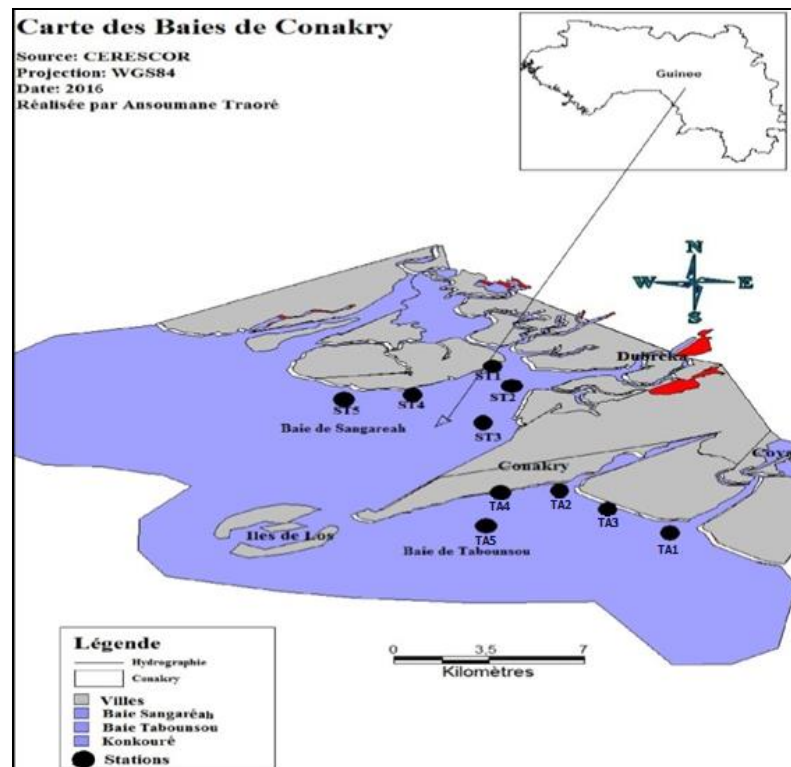 Carte des Baies de Conakry
Source: CERESCOR
Projection: WGS84
Date: 2016
Réalisée par Ansoumane Traoré
Guinee
N
W E
S
Dubreka
ST1
ST2
ST5
ST4
Baie de Sangareah
ST3
Conakry
Coya
TA4
TA2
TA3
TA5
TA1
Iles de Los
Baie de Tabounsou
Légende
Hydrographie
Conakry
Villes
Baie Sangaréah
Baie Tabounsou
Konkouré
Stations
0 3,5 7
Kilomètres